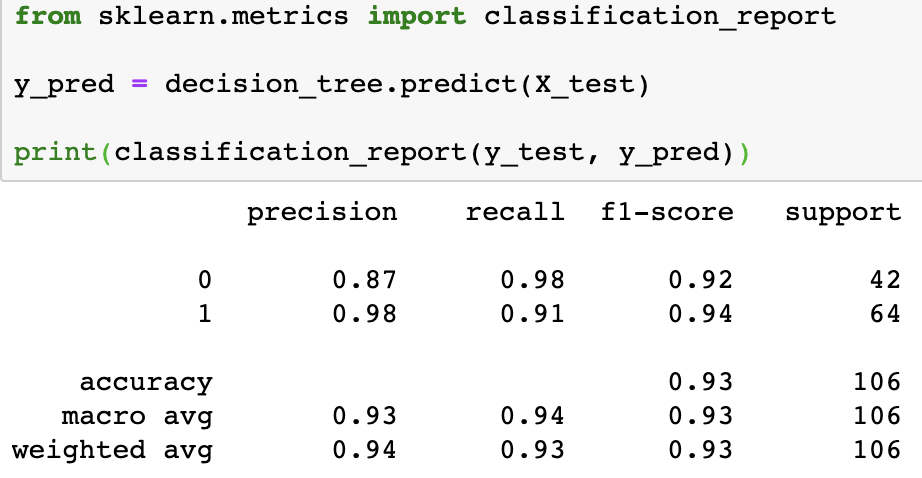 from sklearn.metrics import classification_report
y_pred = decision_tree.predict(X_test)
print(classification_report(y_test, y_pred))
precision recall f1-score support
0 0.87 0.98 0.92 42
1 0.98 0.91 0.94 64
accuracy 0.93 106
macro avg 0.93 0.94 0.93 106
weighted avg 0.94 0.93 0.93 106